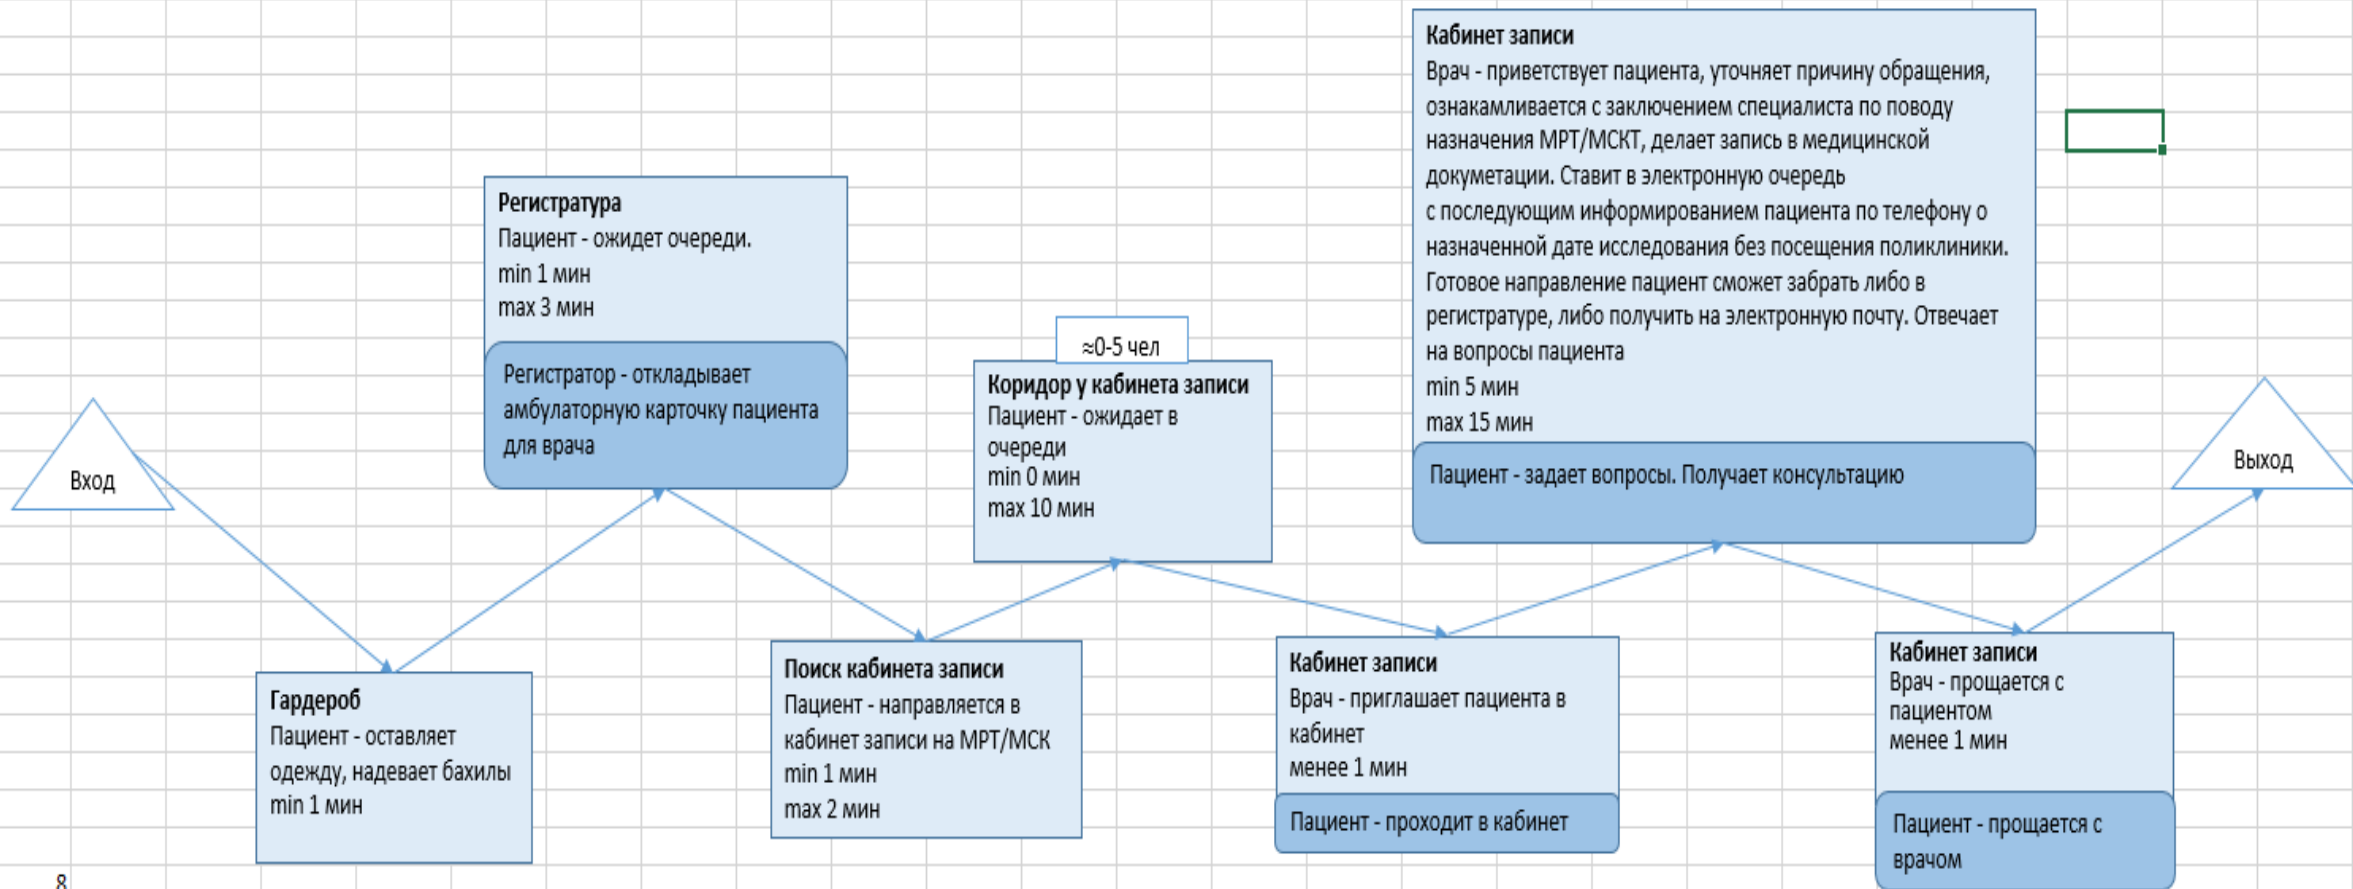 Вход
Гардероб
Пациент - оставляет
одежду, надевает бахилы
min 1 мин
Регистратура
Пациент - ожидет очереди.
min 1 мин
max 3 мин
Регистратор - откладывает
амбулаторную карточку пациента
для врача
Поиск кабинета записи
Пациент - направляется в
кабинет записи на МРТ/МСК
min 1 мин
max 2 мин
≈0-5 чел
Коридор у кабинета записи
Пациент - ожидает в
очереди
min 0 мин
max 10 мин
Кабинет записи
Врач - приглашает пациента в
кабинет
менее 1 мин
Пациент - проходит в кабинет
Кабинет записи
Врач - приветствует пациента, уточняет причину обращения,
ознакамливается с заключением специалиста по поводу
назначения МРТ/МСКТ, делает запись в медицинской
докуметации. Ставит в электронную очередь
с последующим информированием пациента по телефону о
назначенной дате исследования без посещения поликлиники.
Готовое направление пациент сможет забрать либо в
регистратуре, либо получить на электронную почту. Отвечает
на вопросы пациента
min 5 мин
max 15 мин
Пациент - задает вопросы. Получает консультацию
Кабинет записи
Врач - прощается с
пациентом
менее 1 мин
Пациент - прощается с
врачом
Выход
8